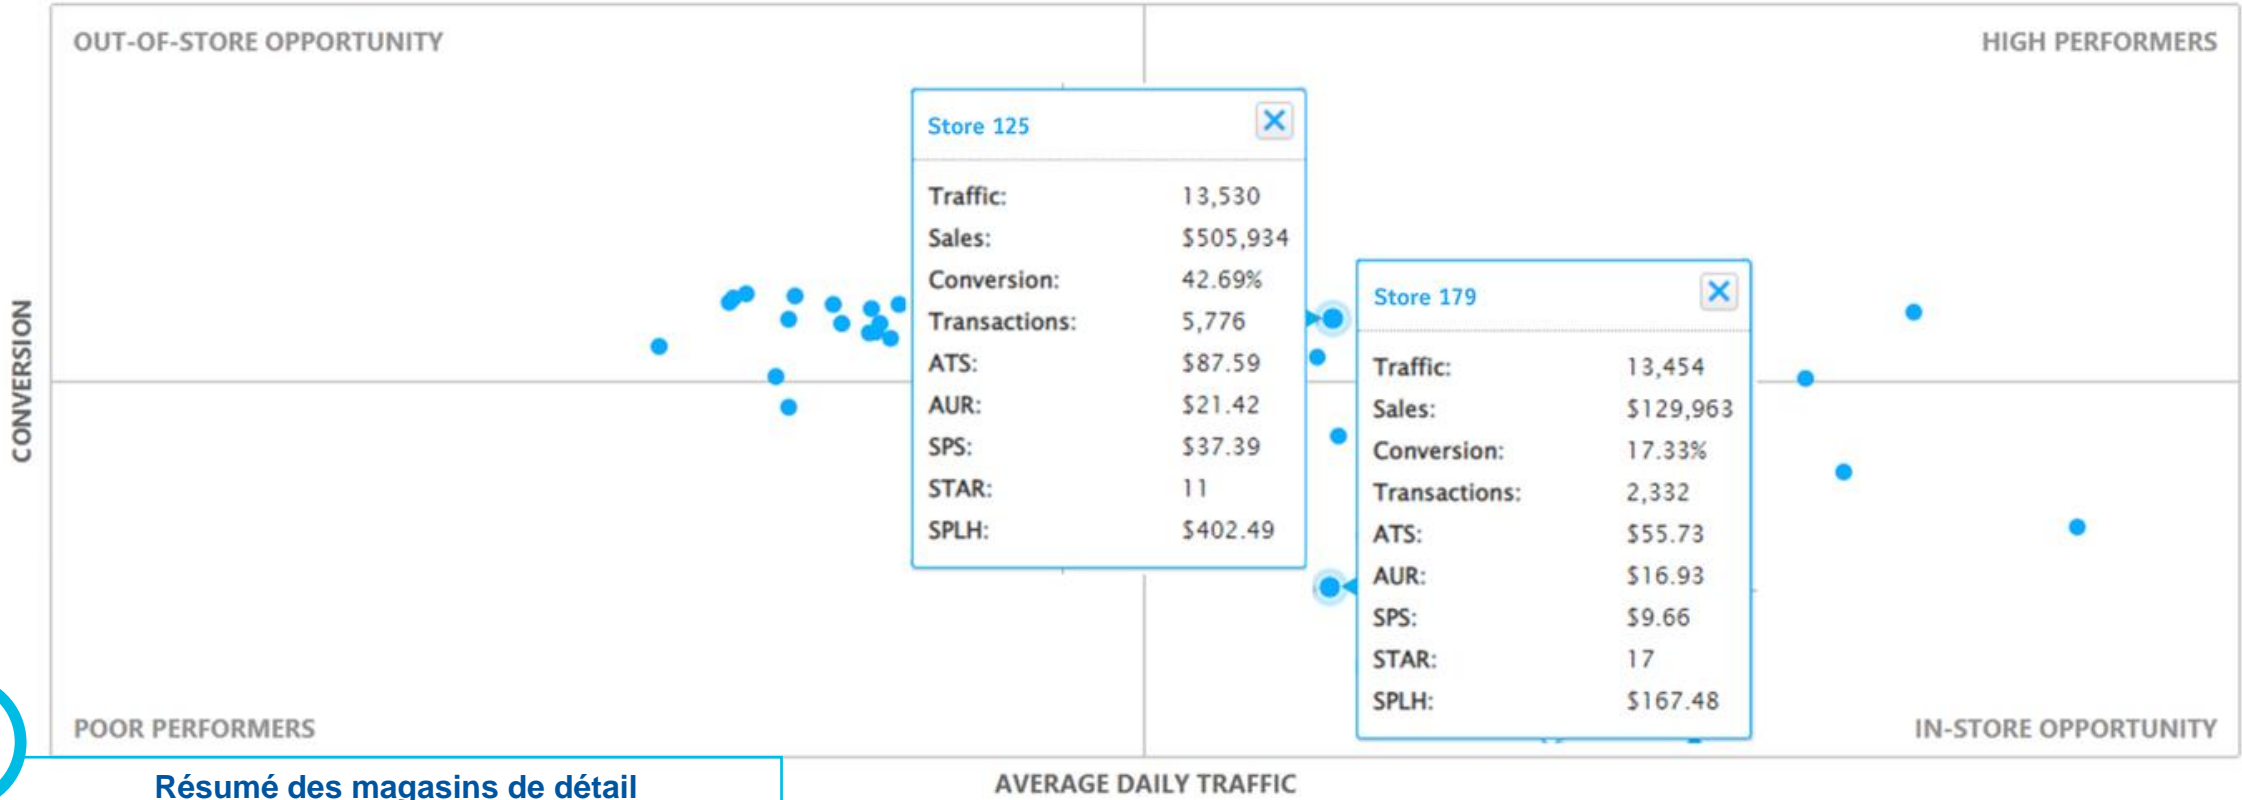 OUT-OF-STORE OPPORTUNITY
HIGH PERFORMERS
CONVERSION
Store 125
Traffic: 13,530
Sales: $505,934
Conversion: 42.69%
Transactions: 5,776
ATS: $87.59
AUR: $21.42
SPS: $37.39
STAR: 11
SPLH: $402.49
Store 179
Traffic: 13,454
Sales: $129,963
Conversion: 17.33%
Transactions: 2,332
ATS: $55.73
AUR: $16.93
SPS: $9.66
STAR: 17
SPLH: $167.48
POOR PERFORMERS
IN-STORE OPPORTUNITY
AVERAGE DAILY TRAFFIC
Résumé des magasins de détail